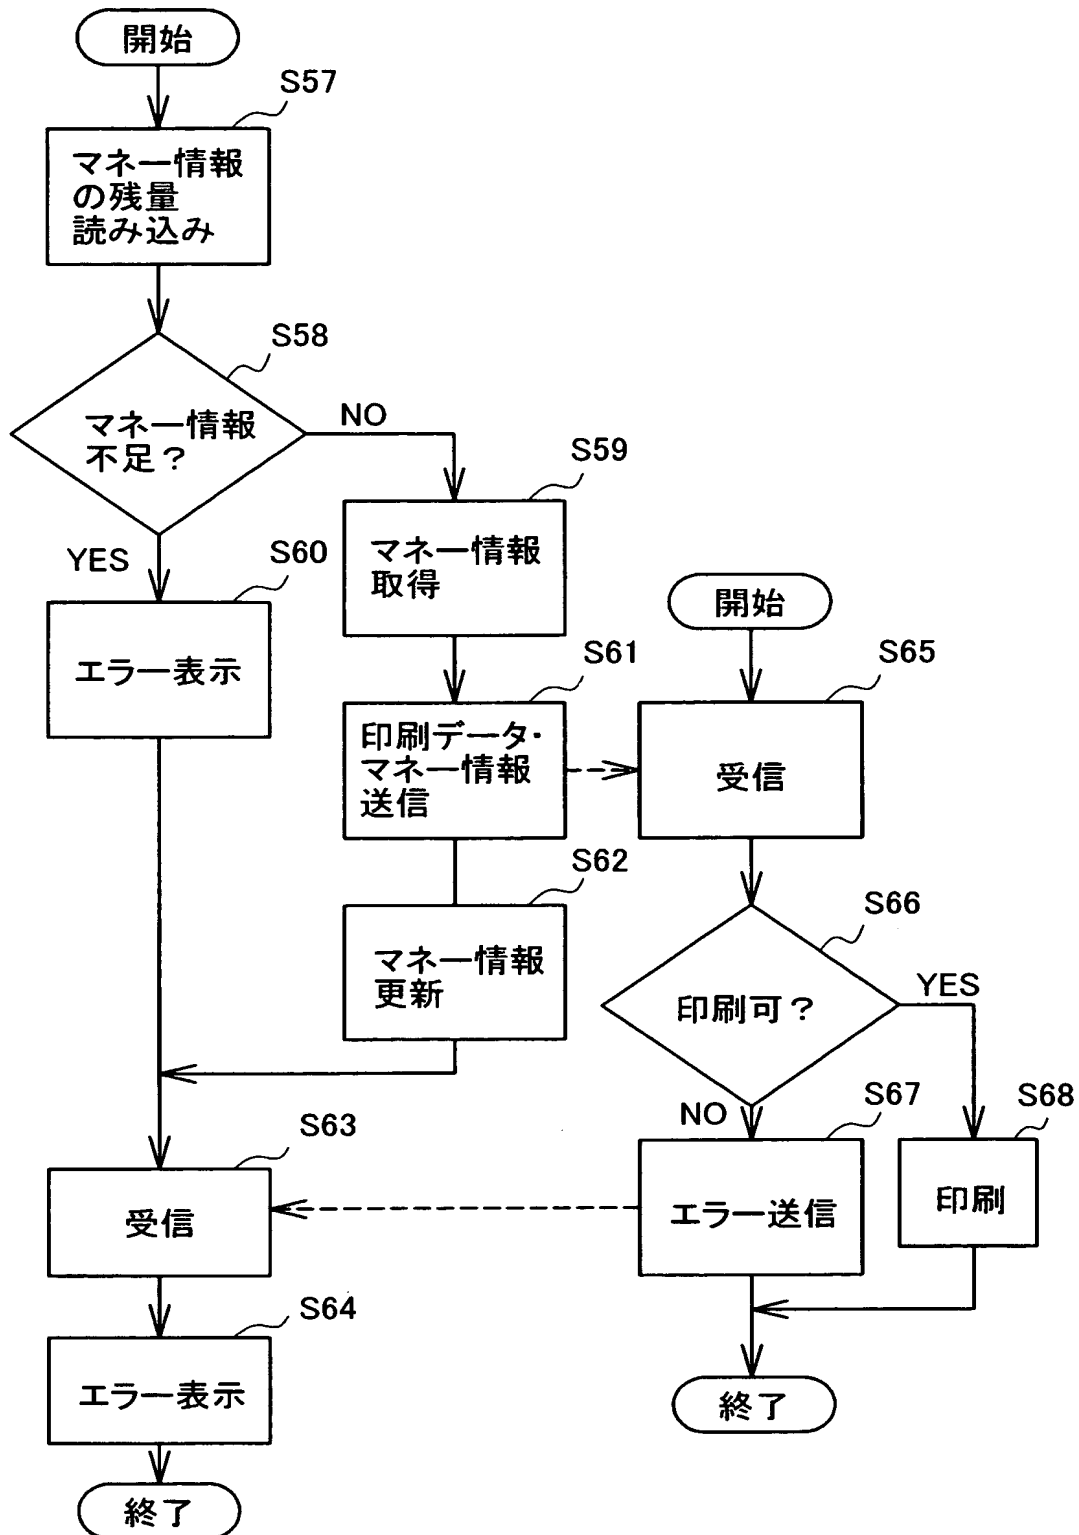 開始
S57
マネー情報
の残量
読み込み
S58
マネー情報
不足？
NO
YES
S59
マネー情報
取得
S60
エラー表示
S61
印刷データ・
マネー情報
送信
S62
マネー情報
更新
S63
受信
S64
エラー表示
終了
開始
S65
受信
S66
印刷可？
YES
NO
S67
エラー送信
S68
印刷
終了